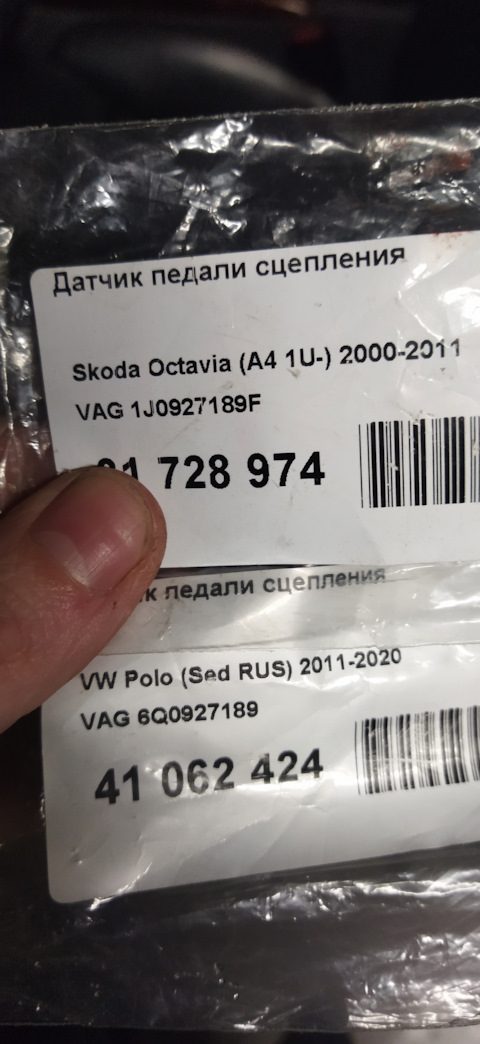 Датчик педали сцепления
Skoda Octavia (A4 1U-) 2000-2011
VAG 1J0927189F
728 974
педали сцепления
VW Polo (Sed RUS) 2011-2020
VAG 6Q0927189
41 062 424